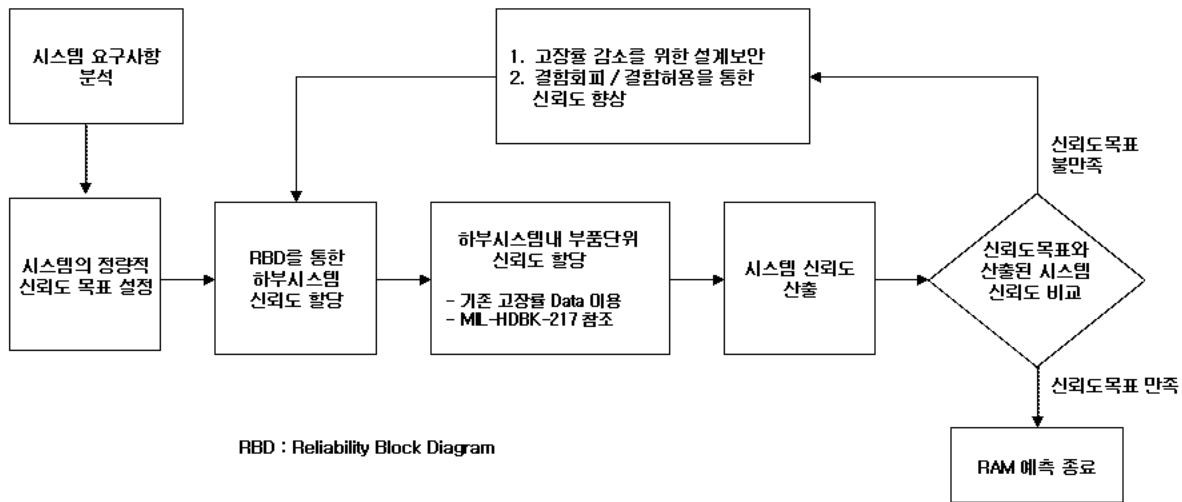 시스템 요구사항
분석
1. 고장률 감소를 위한 설계보안
2. 결함회피 / 결함허용을 통한
신뢰도 향상
신뢰도목표
불만족
시스템의 정량적
신뢰도 목표 설정
RBD를 통한
하부시스템
신뢰도 할당
하부시스템내 부품단위
신뢰도 할당
- 기존 고장률 Data 이용
- MIL-HDBK-217 참조
시스템 신뢰도
산출
신뢰도목표와
산출된 시스템
신뢰도 비교
신뢰도목표 만족
RAM 예측 종료
RBD : Reliability Block Diagram